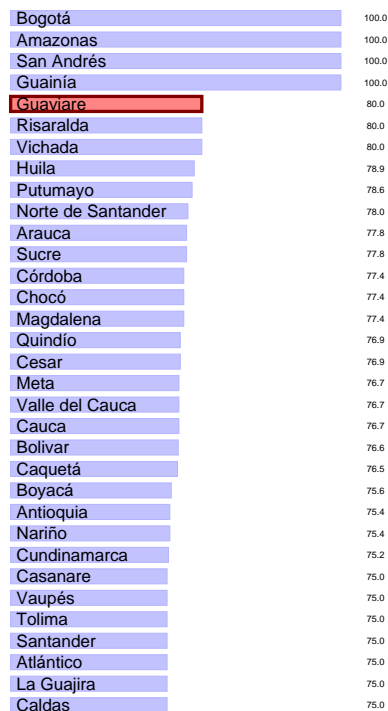 Bogotá 100.0
Amazonas 100.0
San Andrés 100.0
Guainía 100.0
Guaviare 80.0
Risaralda 80.0
Vichada 80.0
Huila 78.9
Putumayo 78.6
Norte de Santander 78.0
Arauca 77.8
Sucre 77.8
Córdoba 77.4
Chocó 77.4
Magdalena 77.4
Quindío 76.9
Cesar 76.9
Meta 76.7
Valle del Cauca 76.7
Cauca 76.7
Bolivar 76.6
Caquetá 76.5
Boyacá 75.6
Antioquia 75.4
Nariño 75.4
Cundinamarca 75.2
Casanare 75.0
Vaupés 75.0
Tolima 75.0
Santander 75.0
Atlántico 75.0
La Guajira 75.0
Caldas 75.0